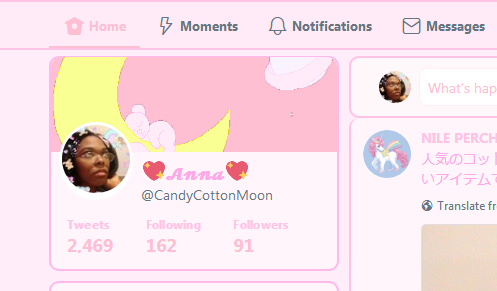 Home Moments Notifications Messages
What's hap
💖Anna💖
@CandyCottonMoon
Tweets Following Followers
2,469 162 91
NILE PERCH
人気のコット
いアイテムで
Translate fr